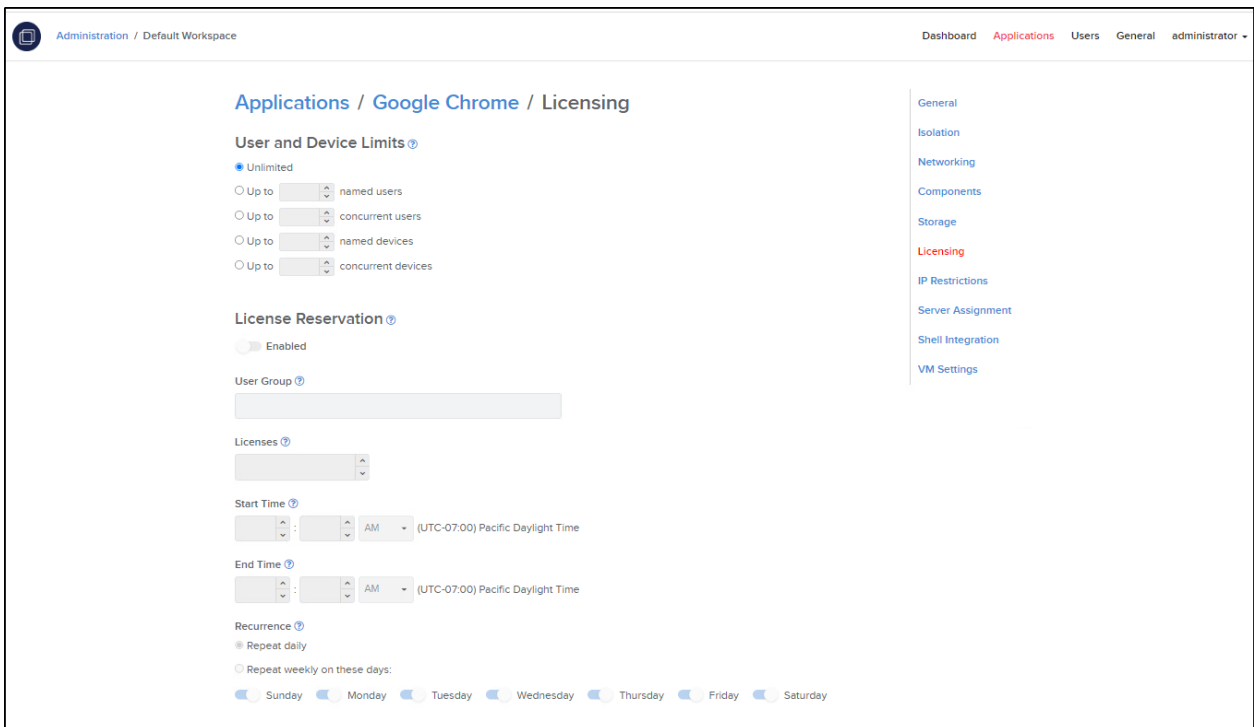 Administration / Default Workspace
Dashboard Applications Users General administrator
Applications / Google Chrome / Licensing
User and Device Limits ?
Unlimited
Up to named users
Up to concurrent users
Up to named devices
Up to concurrent devices
License Reservation ?
Enabled
User Group ?
Licenses ?
Start Time ?
: AM (UTC-07:00) Pacific Daylight Time
End Time ?
: AM (UTC-07:00) Pacific Daylight Time
Recurrence ?
Repeat daily
Repeat weekly on these days:
Sunday Monday Tuesday Wednesday Thursday Friday Saturday
General
Isolation
Networking
Components
Storage
Licensing
IP Restrictions
Server Assignment
Shell Integration
VM Settings